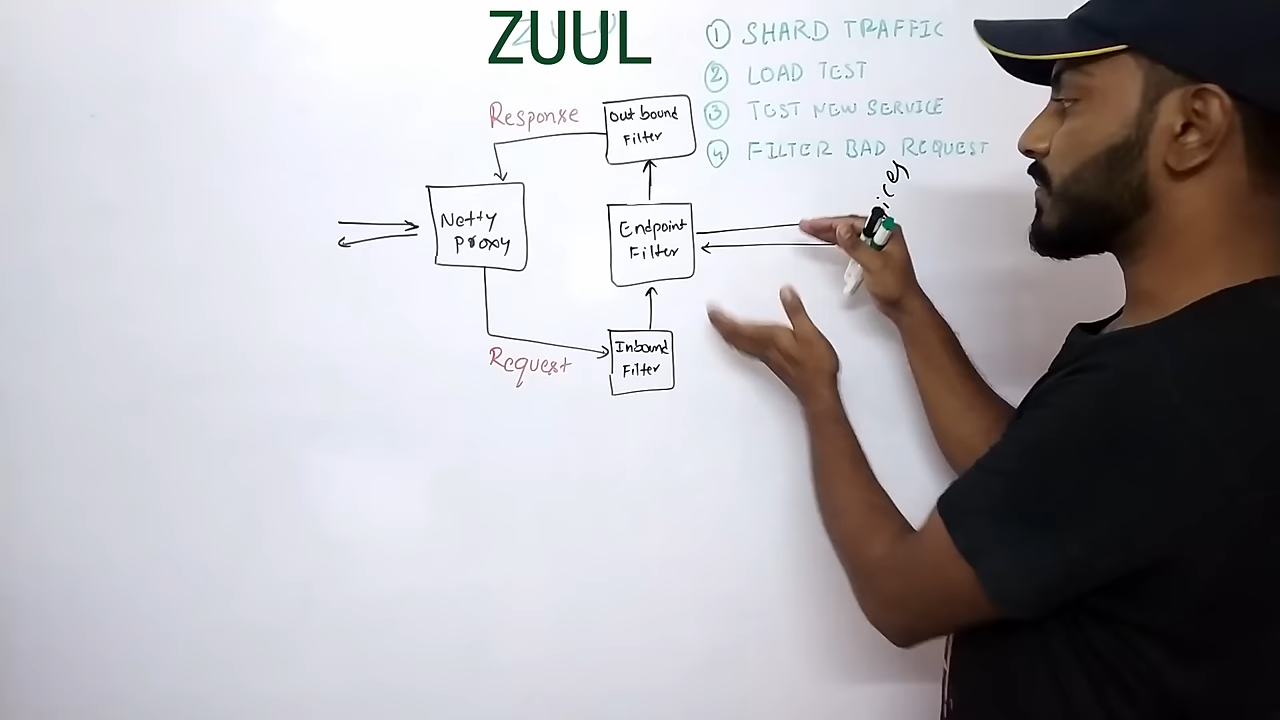 ZUUL
① SHARD TRAFFIC
② LOAD TEST
③ TEST NEW SERVICE
④ FILTER BAD REQUEST
Response
Out bound
Filter
Netty
Proxy
Endpoint
Filter
Request
Inbound
Filter